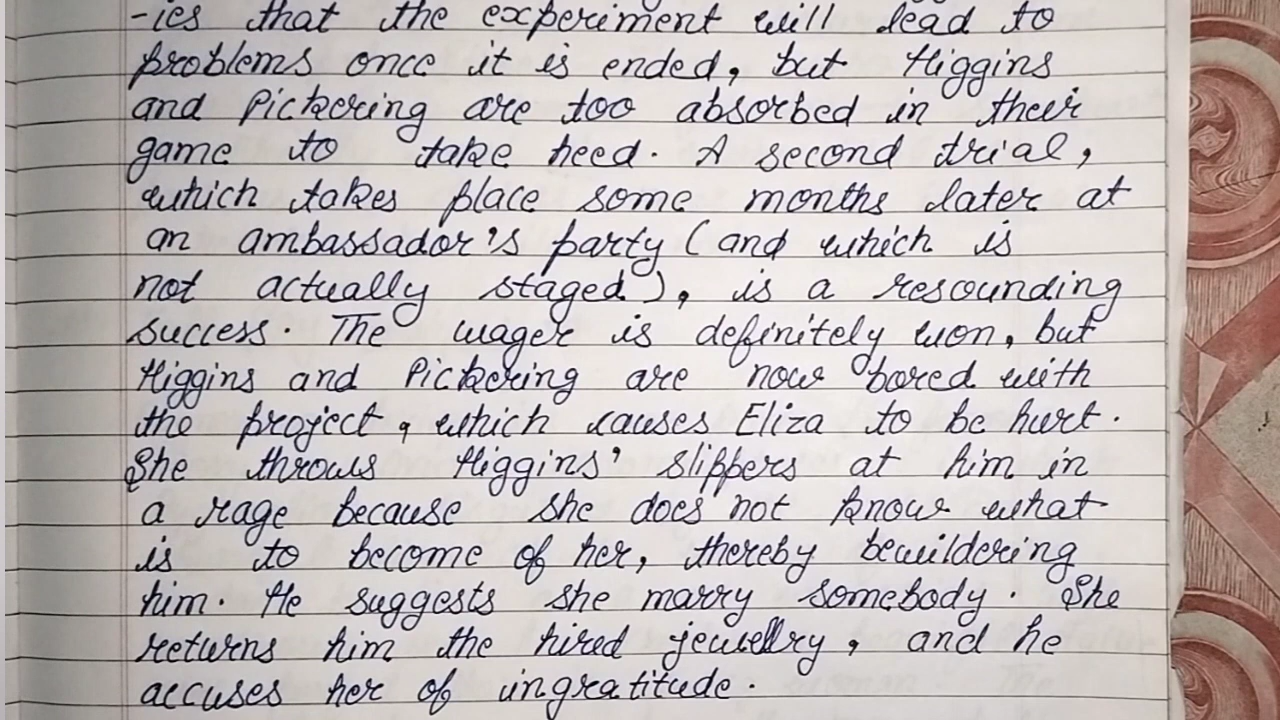 -ies that the experiment will lead to
problems once it is ended, but Higgins
and Pickering are too absorbed in their
game to take heed. A second trial,
which takes place some months later at
an ambassador's party (and which is
not actually staged), is a resounding
success. The wager is definitely won, but
Higgins and Pickering are now bored with
the project, which causes Eliza to be hurt.
She throws Higgins' slippers at him in
a rage because she does not know what
is to become of her, thereby bewildering
him. He suggests she marry somebody. She
returns him the hired jewellry, and he
accuses her of ingratitude.